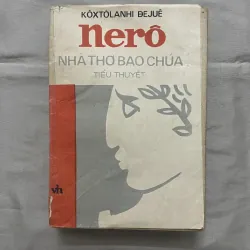 KÔXTÔLANHI ĐEJUÊ
nerô
NHÀ THƠ BẠO CHÚA
TIỂU THUYẾT
vh